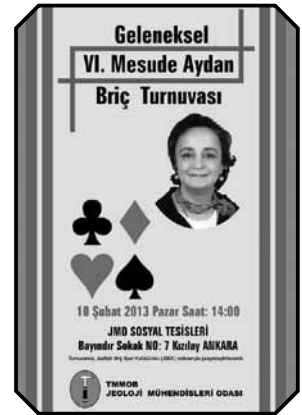 Geleneksel
VI. Mesude Aydan
Briç Turnuvası
10 Şubat 2013 Pazar Saat: 14:00
JMO SOSYAL TESİSLERİ
Bayındır Sokak NO: 7 Kızılay ANKARA
TMMOB
JEOLOJİ MÜHENDİSLERİ ODASI